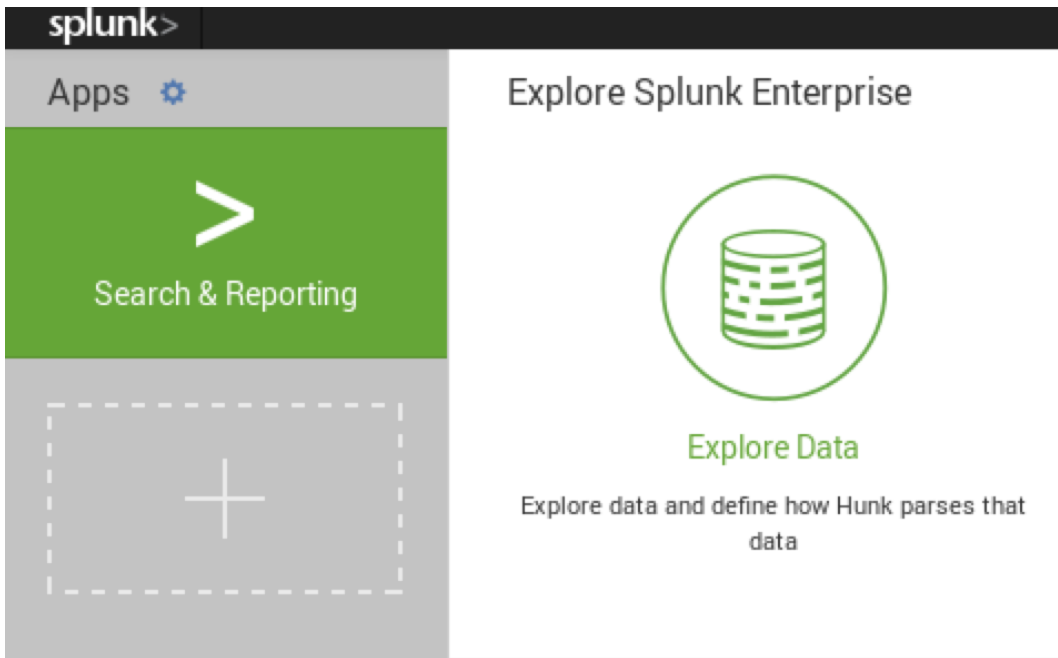 splunk>
Apps
Explore Splunk Enterprise
>
Search & Reporting
Explore Data
Explore data and define how Hunk parses that
data